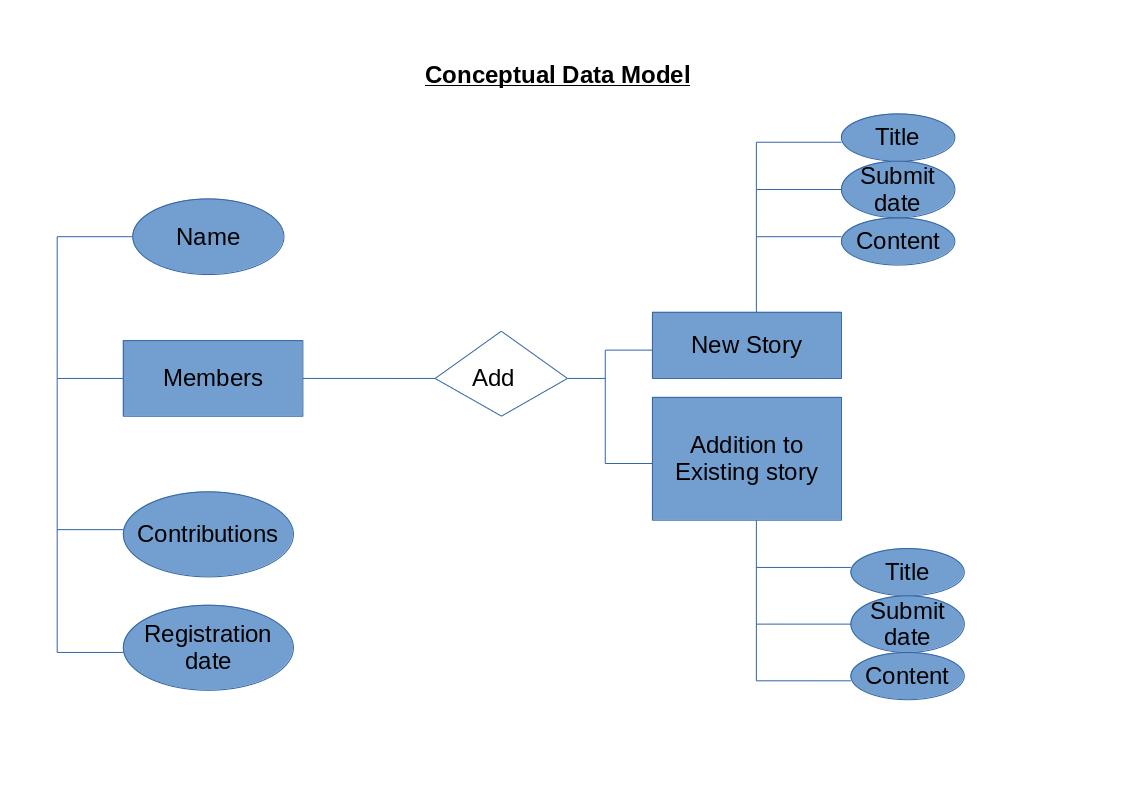 Conceptual Data Model
Title
Submit
date
Content
Name
New Story
Members
Add
Addition to
Existing story
Contributions
Title
Submit
date
Content
Registration
date